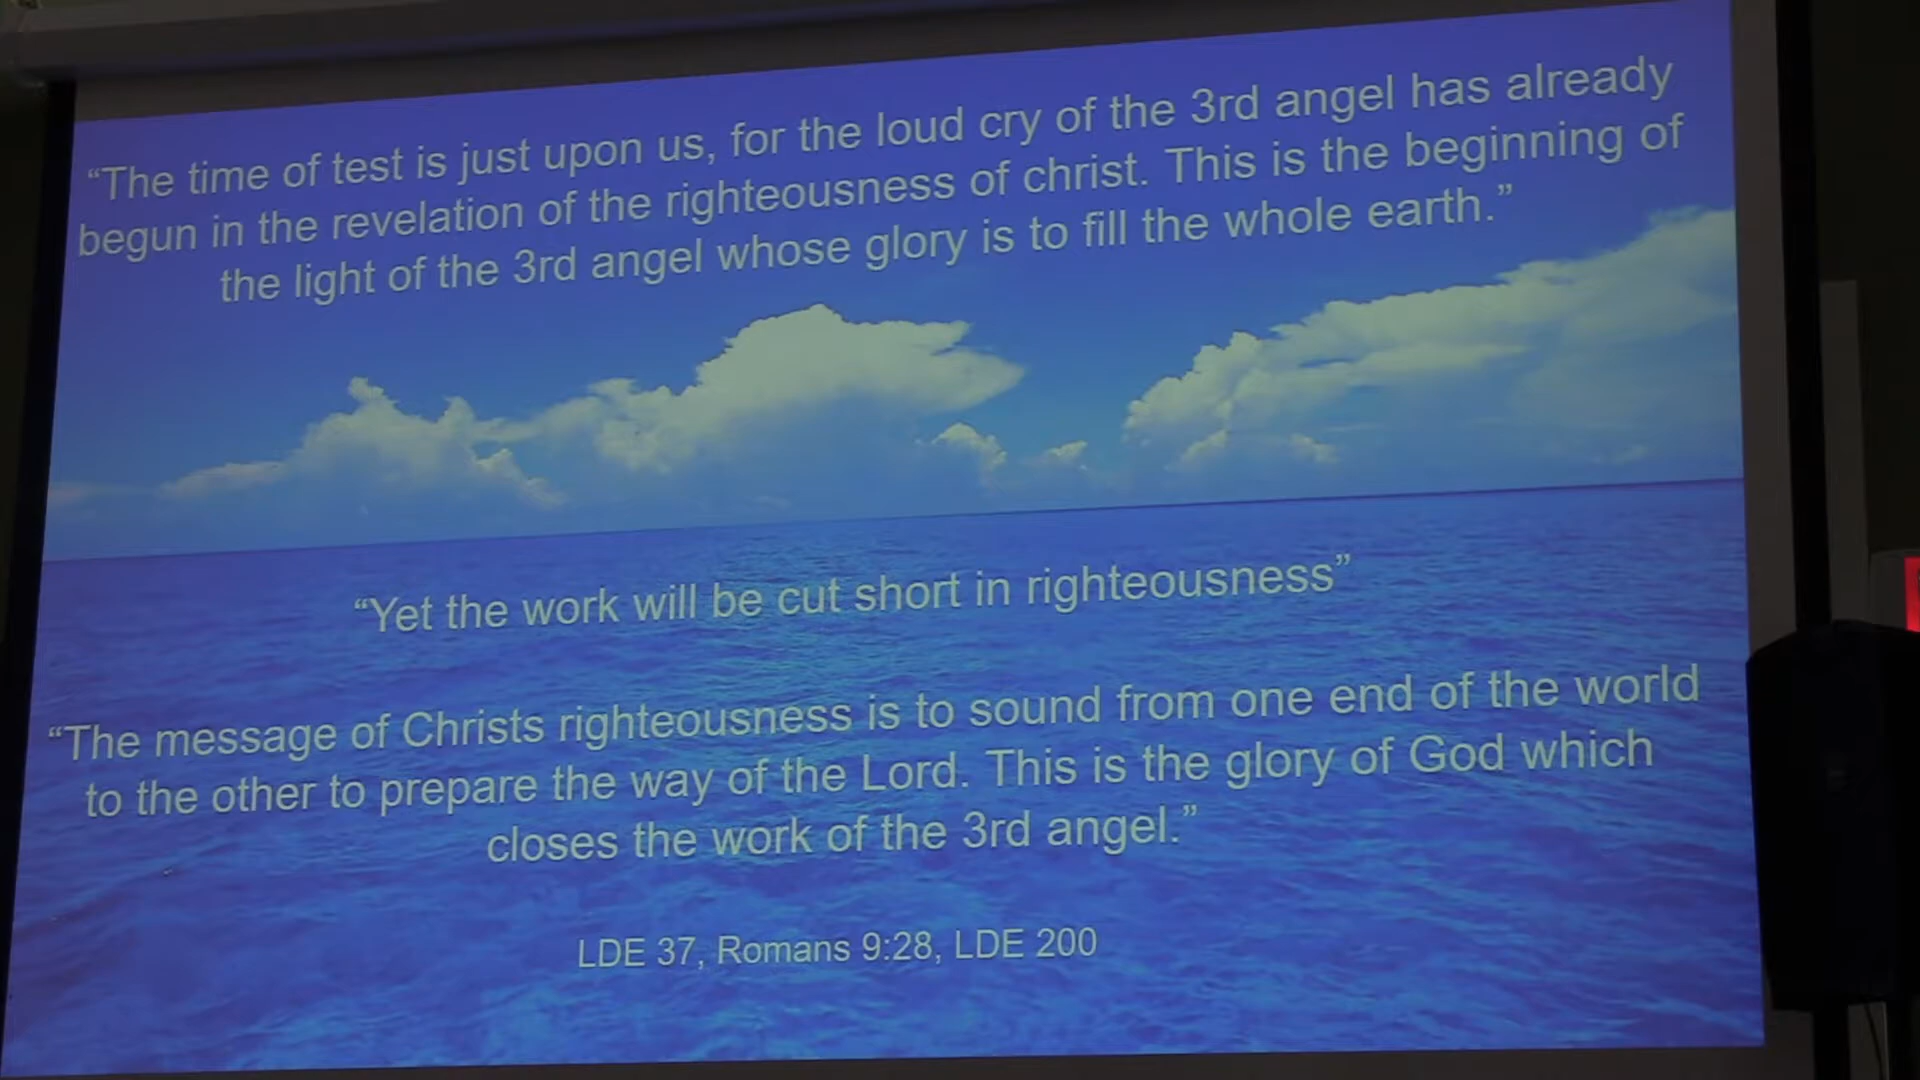 “The time of test is just upon us, for the loud cry of the 3rd angel has already
begun in the revelation of the righteousness of christ. This is the beginning of
the light of the 3rd angel whose glory is to fill the whole earth.”
“Yet the work will be cut short in righteousness”
“The message of Christs righteousness is to sound from one end of the world
to the other to prepare the way of the Lord. This is the glory of God which
closes the work of the 3rd angel.”
LDE 37, Romans 9:28, LDE 200